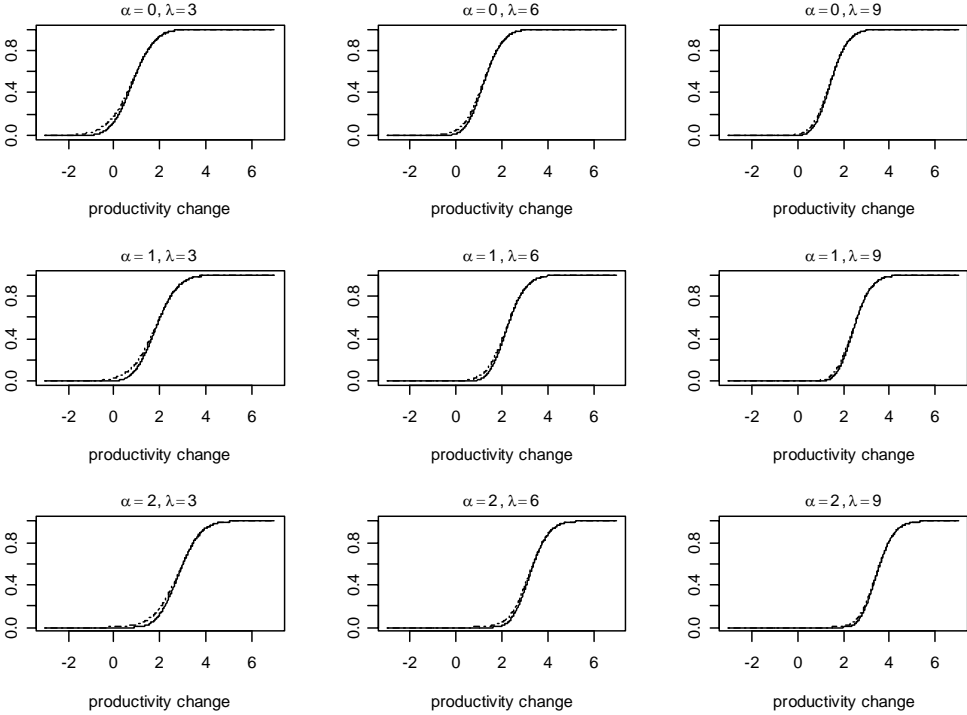 α = 0, λ=3
0.0 0.4 0.8
-2 0 2 4 6
productivity change
α = 0, λ=6
0.0 0.4 0.8
-2 0 2 4 6
productivity change
α = 0, λ=9
0.0 0.4 0.8
-2 0 2 4 6
productivity change
α = 1, λ=3
0.0 0.4 0.8
-2 0 2 4 6
productivity change
α = 1, λ=6
0.0 0.4 0.8
-2 0 2 4 6
productivity change
α = 1, λ=9
0.0 0.4 0.8
-2 0 2 4 6
productivity change
α = 2, λ=3
0.0 0.4 0.8
-2 0 2 4 6
productivity change
α = 2, λ=6
0.0 0.4 0.8
-2 0 2 4 6
productivity change
α = 2, λ=9
0.0 0.4 0.8
-2 0 2 4 6
productivity change